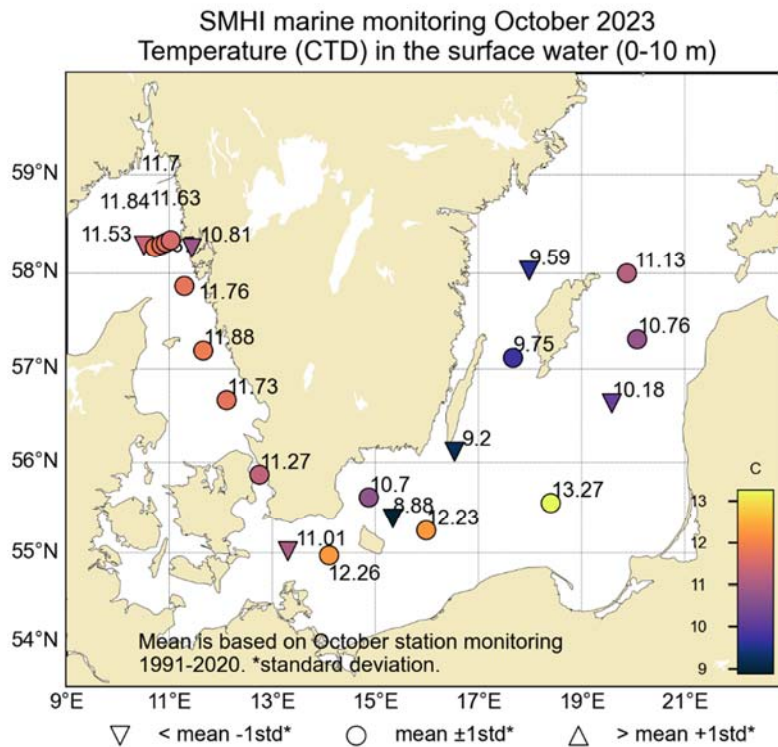 SMHI marine monitoring October 2023
Temperature (CTD) in the surface water (0-10 m)
59°N
58°N
57°N
56°N
55°N
54°N
11.7
11.84
11.63
11.53
10.81
11.76
11.88
11.73
11.27
9.59
11.13
10.76
9.75
10.18
9.2
10.7
8.88
12.23
13.27
11.01
12.26
C
13
12
11
10
9
Mean is based on October station monitoring
1991-2020. *standard deviation.
9°E
11°E
13°E
15°E
17°E
19°E
21°E
< mean -1std*
mean ±1std*
> mean +1std*